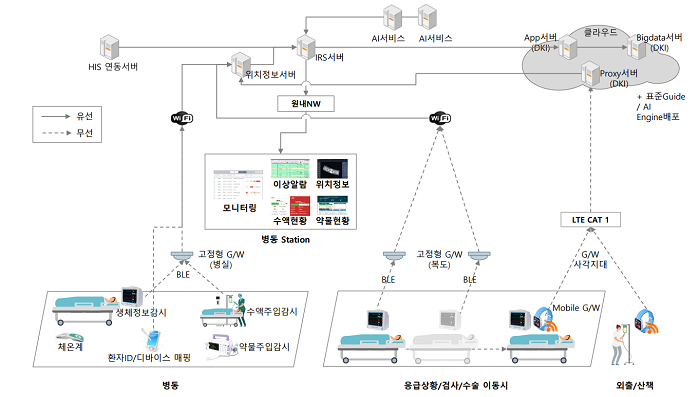 AI서비스
AI서비스
App서버
(DKI)
클라우드
Bigdata서버
(DKI)
HIS 연동서버
IRS서버
위치정보서버
Proxy서버
(DKI)
+ 표준Guide
/ AI
Engine배포
원내NW
유선
무선
WiFi
WiFi
이상알람
위치정보
모니터링
수액현황
약물현황
병동 Station
LTE CAT 1
고정형 G/W
(병실)
고정형 G/W
(복도)
G/W
사각지대
BLE
BLE
BLE
생체정보감시
수액주입감시
Mobile G/W
체온계
환자ID/디바이스 매핑
약물주입감시
병동
응급상황/검사/수술 이동시
외출/산책